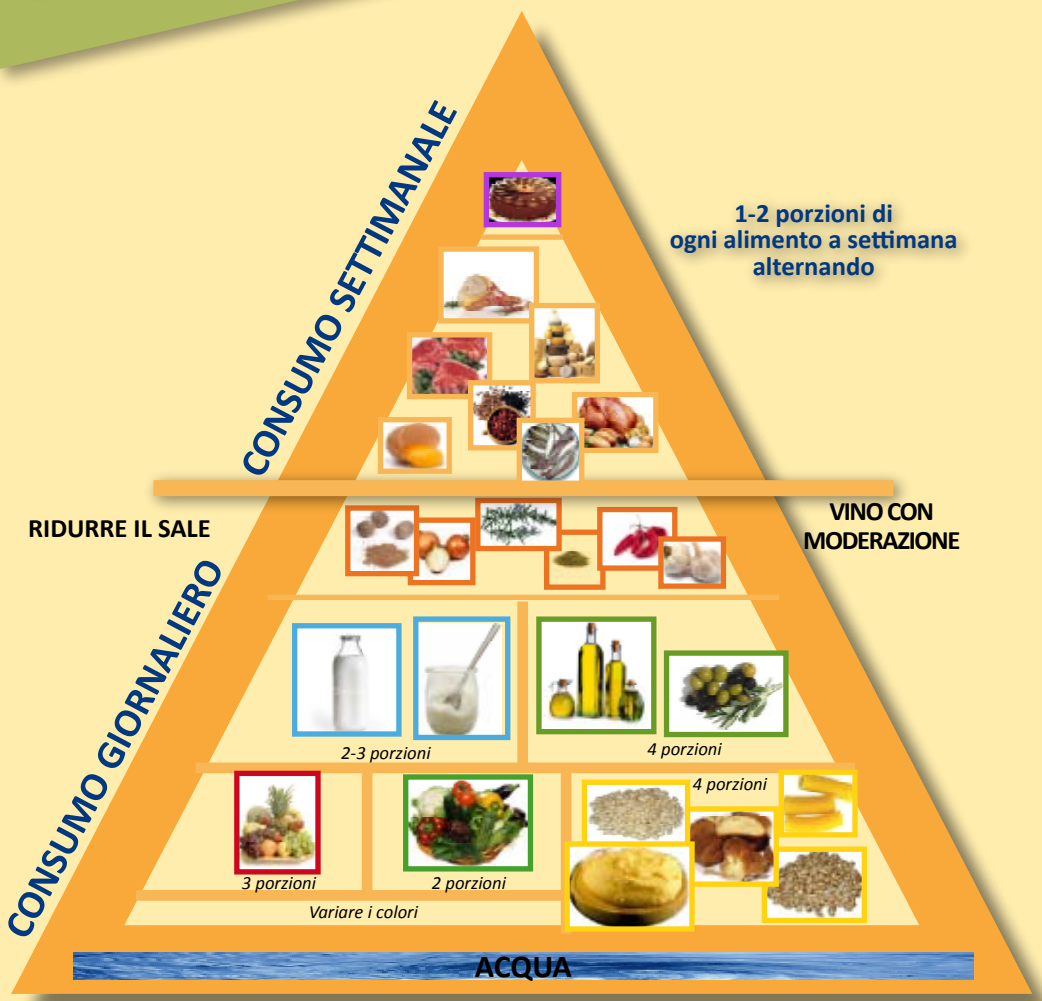 CONSUMO SETTIMANALE
1-2 porzioni di
ogni alimento a settimana
alternando
RIDURRE IL SALE
VINO CON
MODERAZIONE
CONSUMO GIORNALIERO
2-3 porzioni
4 porzioni
4 porzioni
3 porzioni
2 porzioni
Variare i colori
ACQUA